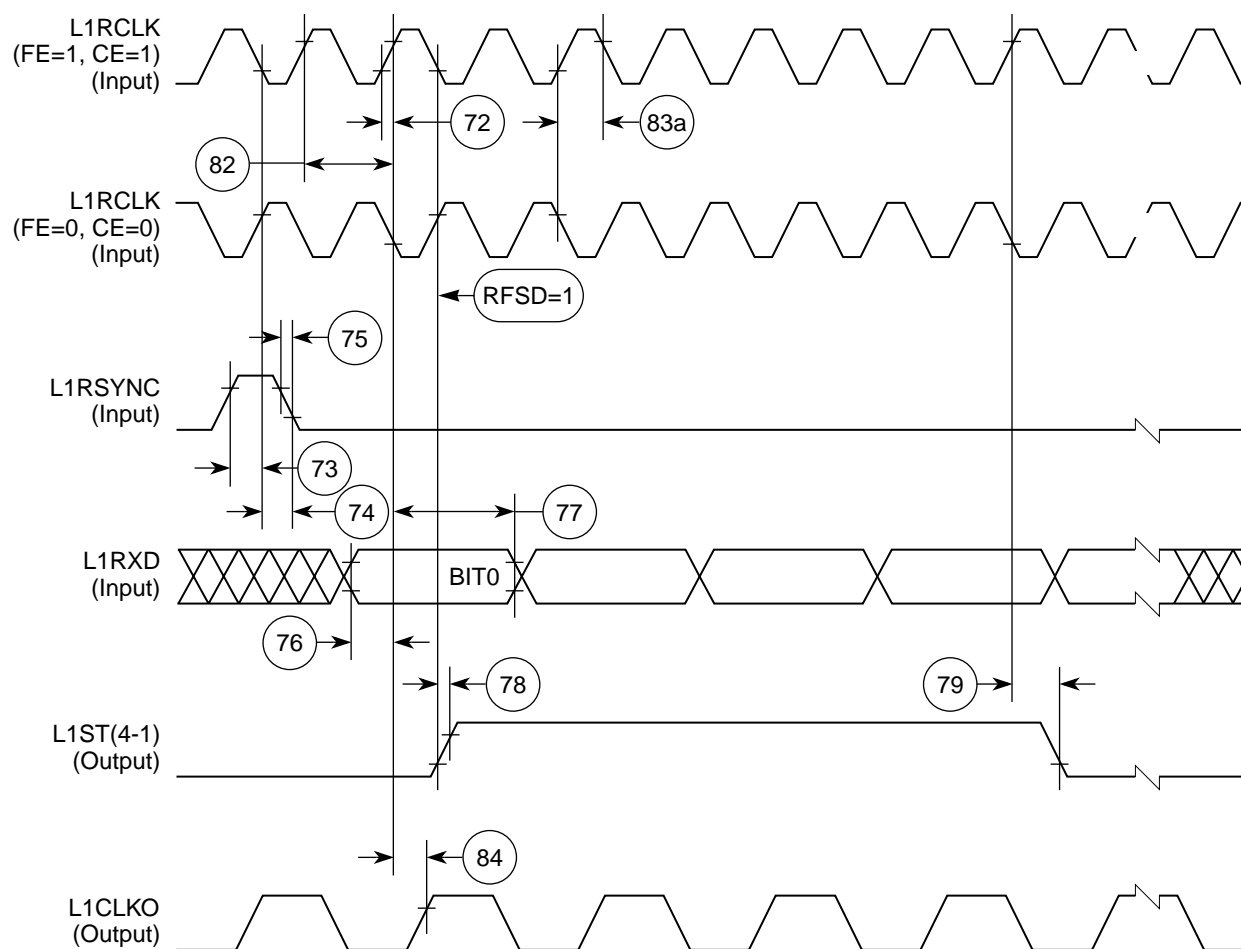 L1RCLK
(FE=1, CE=1)
(Input)
72
83a
82
L1RCLK
(FE=0, CE=0)
(Input)
RFSD=1
75
L1RSYNC
(Input)
73
74
77
L1RXD
(Input)
BIT0
76
78
79
L1ST(4-1)
(Output)
84
L1CLKO
(Output)